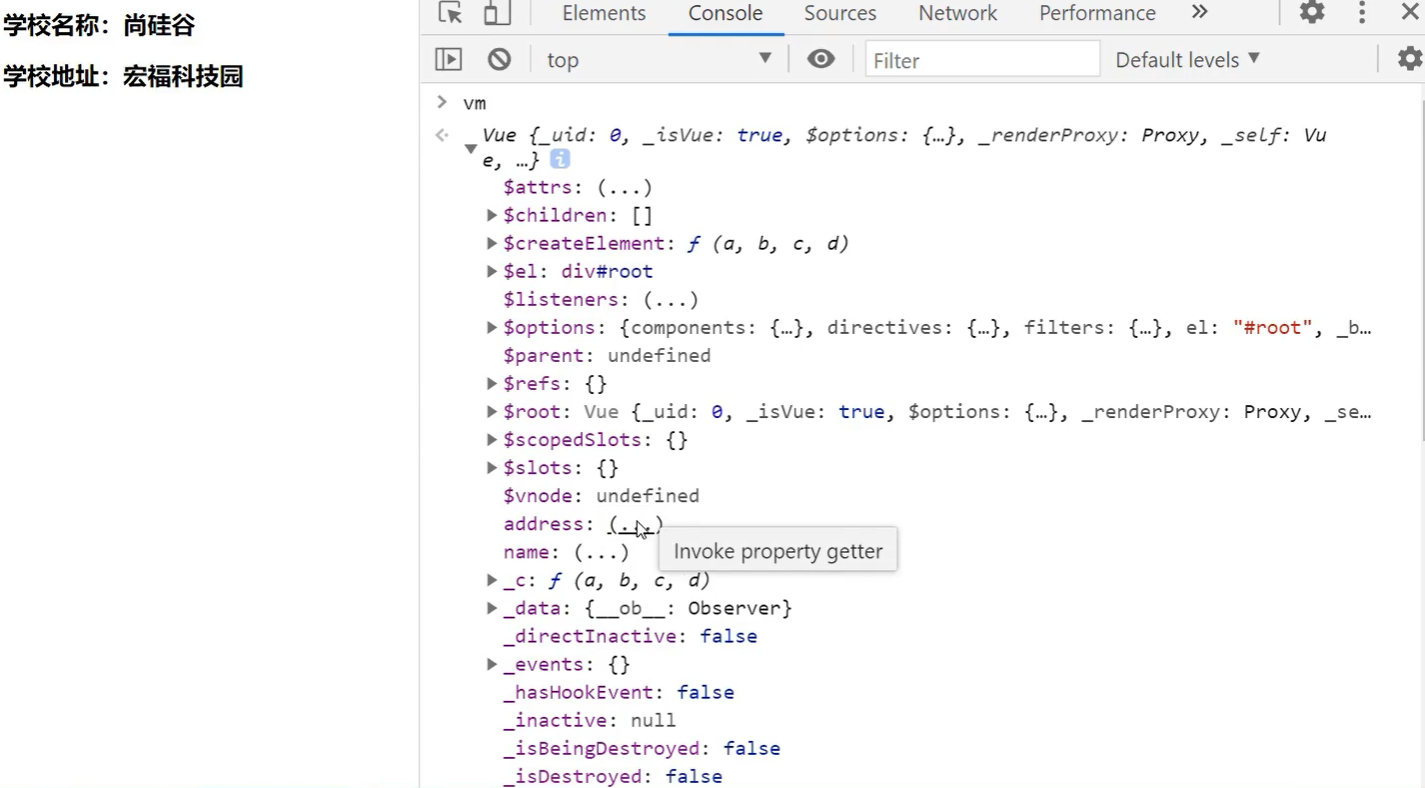 学校名称：尚硅谷
学校地址：宏福科技园
Elements Console Sources Network Performance
top Filter Default levels
vm
Vue {_uid: 0, _isVue: true, $options: {…}, _renderProxy: Proxy, _self: Vu
e, …}
$attrs: (...)
$children: []
$createElement: ƒ (a, b, c, d)
$el: div#root
$listeners: (...)
$options: {components: {…}, directives: {…}, filters: {…}, el: "#root", _b…
$parent: undefined
$refs: {}
$root: Vue {_uid: 0, _isVue: true, $options: {…}, _renderProxy: Proxy, _se…
$scopedSlots: {}
$slots: {}
$vnode: undefined
address: (...)
Invoke property getter
name: (...)
_c: ƒ (a, b, c, d)
_data: {__ob__: Observer}
_directInactive: false
_events: {}
_hasHookEvent: false
_inactive: null
_isBeingDestroyed: false
_isDestroyed: false